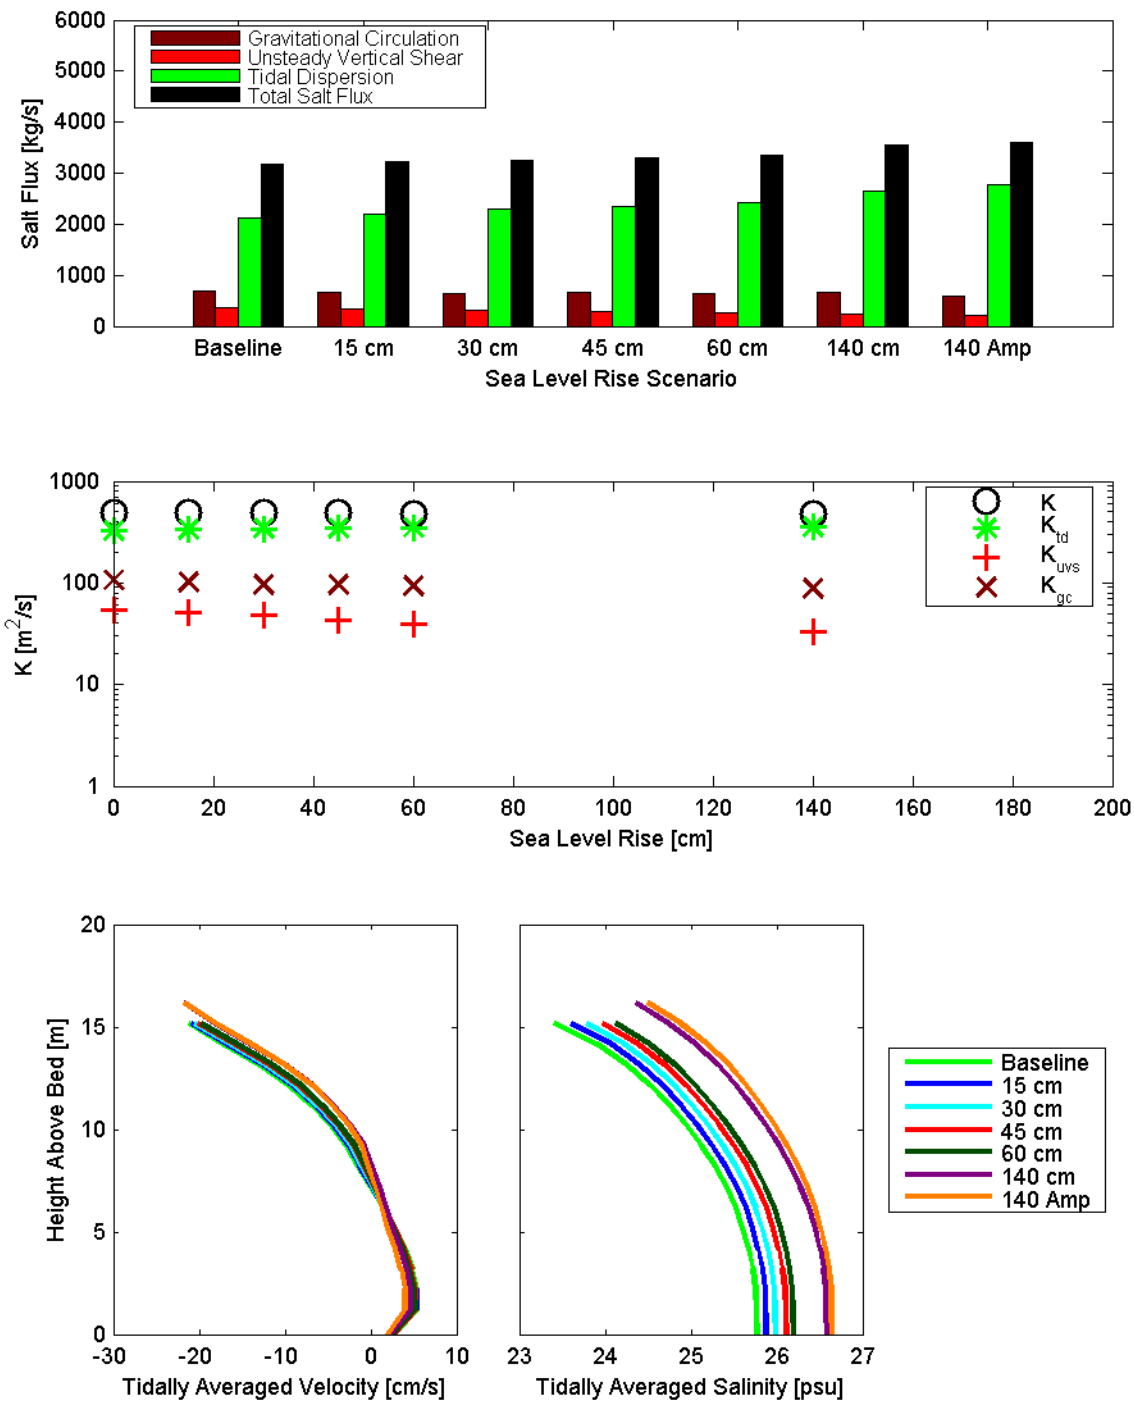 6000
5000
4000
3000
2000
1000
0
Salt Flux [kg/s]
Gravitational Circulation
Unsteady Vertical Shear
Tidal Dispersion
Total Salt Flux
Baseline 15 cm 30 cm 45 cm 60 cm 140 cm 140 Amp
Sea Level Rise Scenario
1000
100
10
1
K [m²/s]
K
K_td
K_uvs
K_gc
0 20 40 60 80 100 120 140 160 180 200
Sea Level Rise [cm]
20
15
10
5
0
Height Above Bed [m]
-30 -20 -10 0 10
Tidally Averaged Velocity [cm/s]
23 24 25 26 27
Tidally Averaged Salinity [psu]
Baseline
15 cm
30 cm
45 cm
60 cm
140 cm
140 Amp